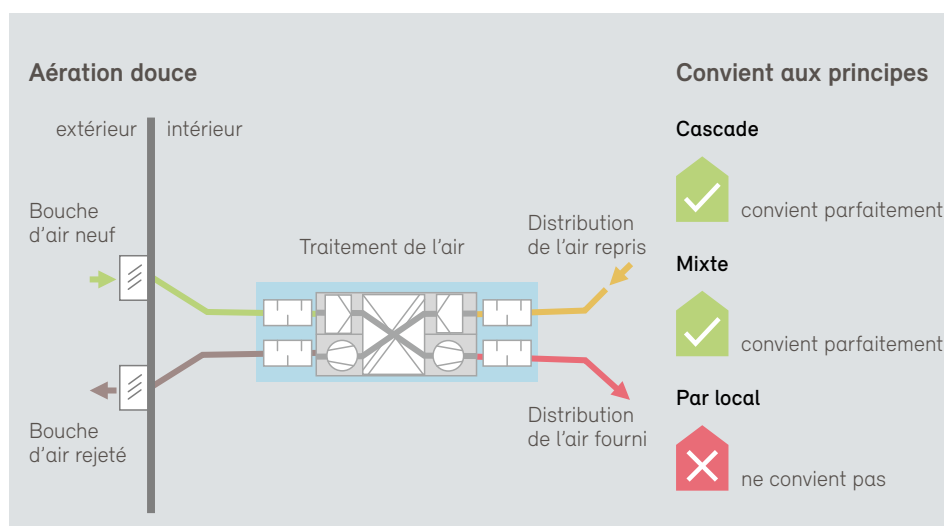 Aération douce
extérieur
intérieur
Bouche
d'air neuf
Traitement de l'air
Distribution
de l'air repris
Bouche
d'air rejeté
Distribution
de l'air fourni
Convient aux principes
Cascade
convient parfaitement
Mixte
convient parfaitement
Par local
ne convient pas